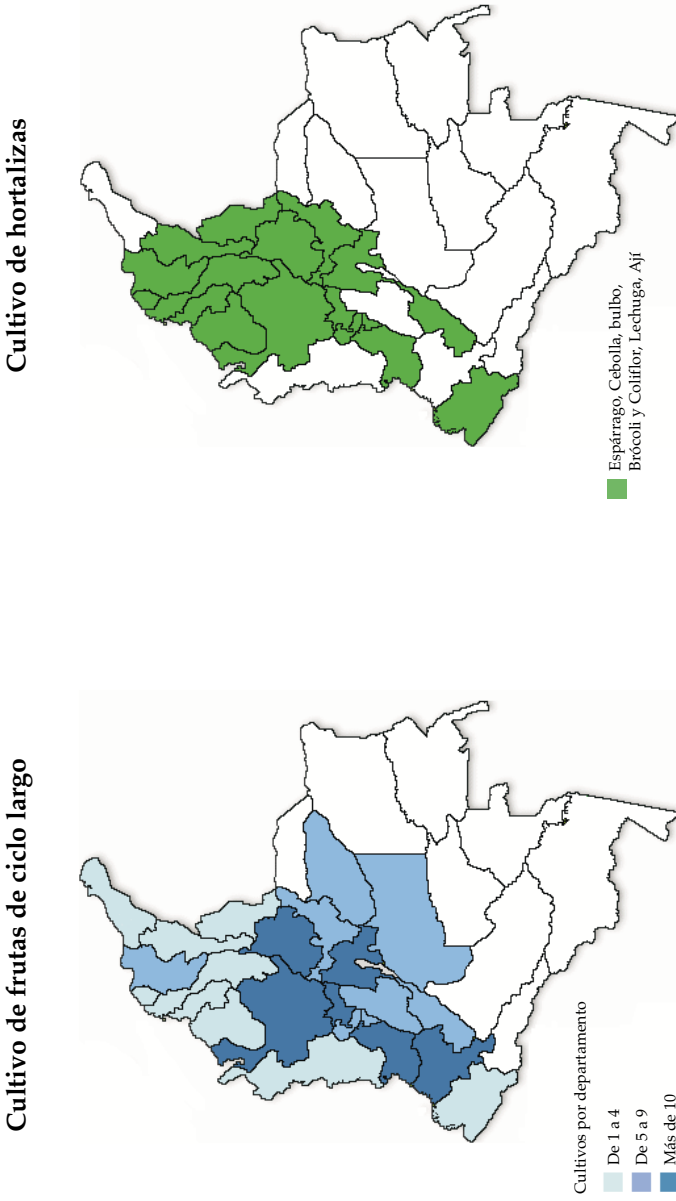 Cultivo de frutas de ciclo largo
Cultivos por departamento
De 1 a 4
De 5 a 9
Más de 10
Cultivo de hortalizas
Espárrago, Cebolla, bulbo,
Brócoli y Coliflor, Lechuga, Ají